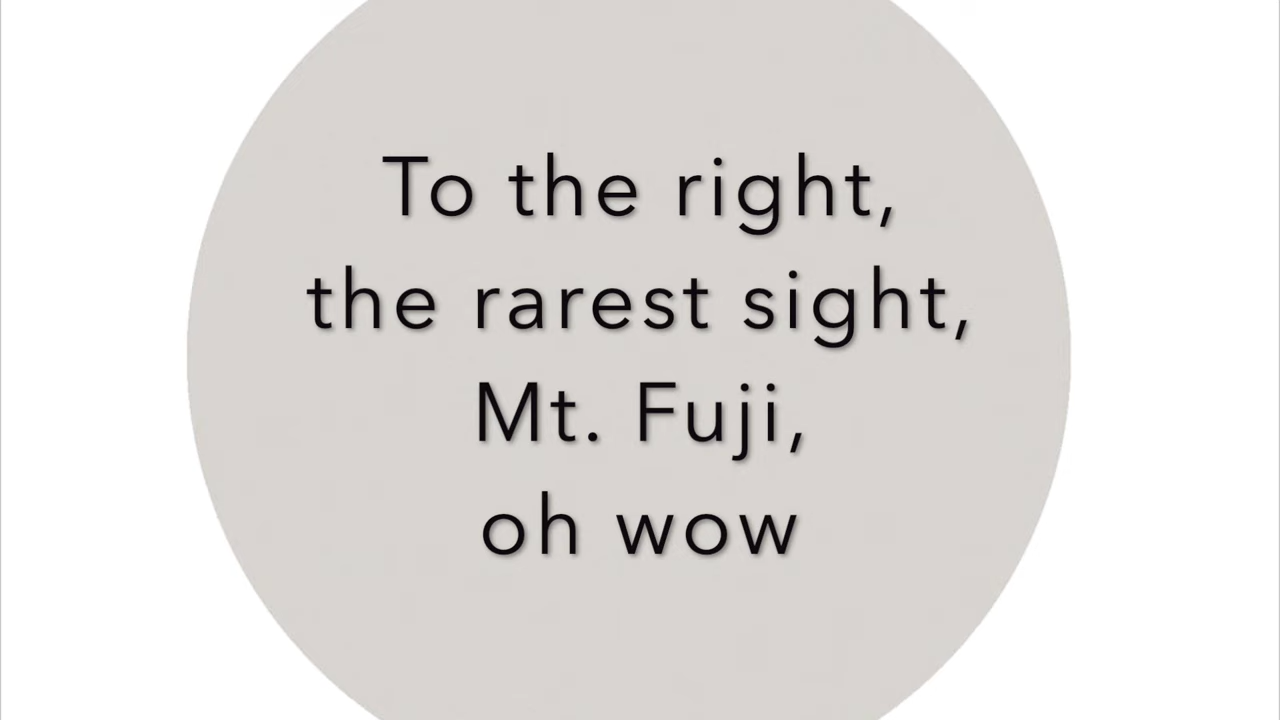 To the right,
the rarest sight,
Mt. Fuji,
oh wow